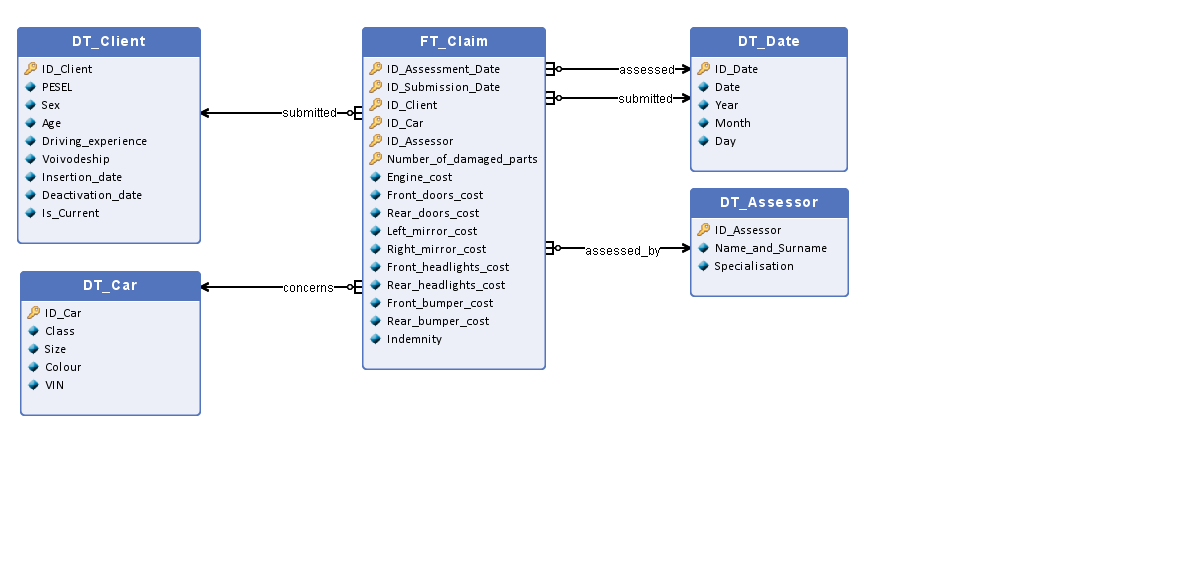 DT_Client
ID_Client
PESEL
Sex
Age
Driving_experience
Voivodeship
Insertion_date
Deactivation_date
Is_Current
submitted
DT_Car
ID_Car
Class
Size
Colour
VIN
concerns
FT_Claim
ID_Assessment_Date
ID_Submission_Date
ID_Client
ID_Car
ID_Assessor
Number_of_damaged_parts
Engine_cost
Front_doors_cost
Rear_doors_cost
Left_mirror_cost
Right_mirror_cost
Front_headlights_cost
Rear_headlights_cost
Front_bumper_cost
Rear_bumper_cost
Indemnity
assessed
submitted
assessed_by
DT_Date
ID_Date
Date
Year
Month
Day
DT_Assessor
ID_Assessor
Name_and_Surname
Specialisation